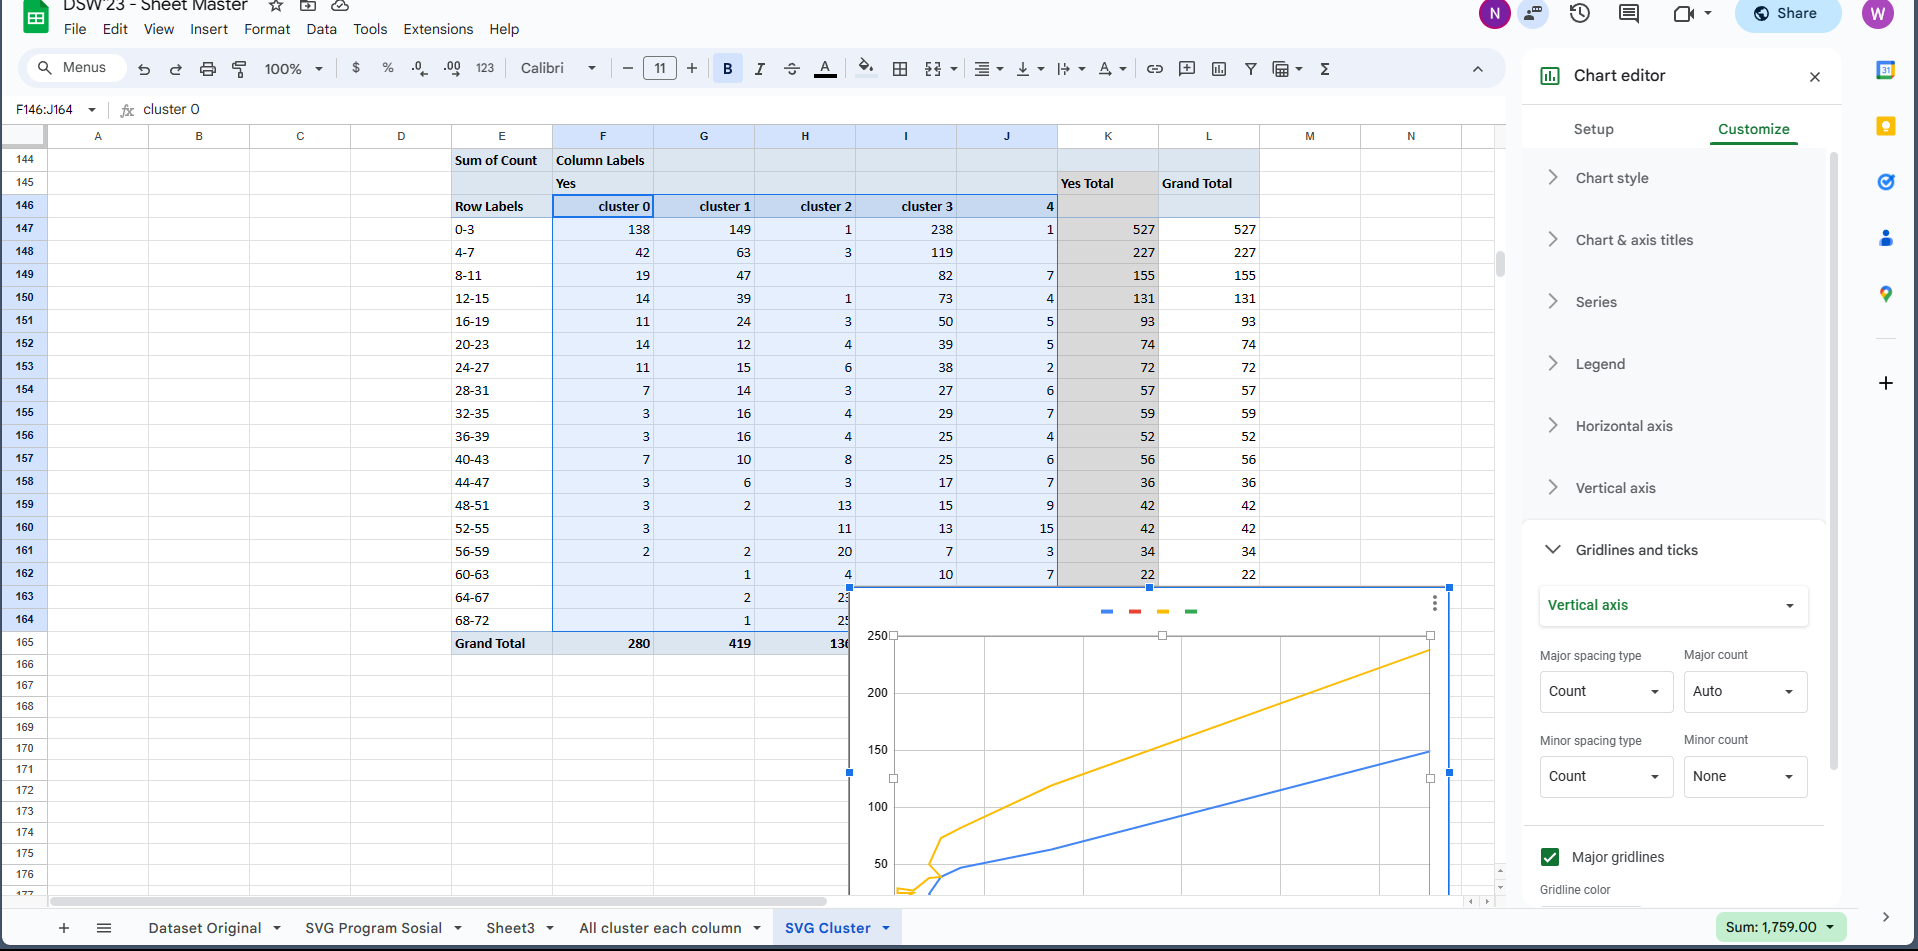 DSW'23 - Sheet Master
N
Share
W
File Edit View Insert Format Data Tools Extensions Help
Menus 100% $ % .0 .00 123 Calibri 11 B I S A Σ
F146:J164 fx cluster 0
A B C D E F G H I J K L M N
144 Sum of Count Column Labels
145 Yes Yes Total Grand Total
146 Row Labels cluster 0 cluster 1 cluster 2 cluster 3 4
147 0-3 138 149 1 238 1 527 527
148 4-7 42 63 3 119 227 227
149 8-11 19 47 82 7 155 155
150 12-15 14 39 1 73 4 131 131
151 16-19 11 24 3 50 5 93 93
152 20-23 14 12 4 39 5 74 74
153 24-27 11 15 6 38 2 72 72
154 28-31 7 14 3 27 6 57 57
155 32-35 3 16 4 29 7 59 59
156 36-39 3 16 4 25 4 52 52
157 40-43 7 10 8 25 6 56 56
158 44-47 3 6 3 17 7 36 36
159 48-51 3 2 13 15 9 42 42
160 52-55 3 11 13 15 42 42
161 56-59 2 2 20 7 3 34 34
162 60-63 1 4 10 7 22 22
163 64-67 2
164 68-72 1
165 Grand Total 280 419
166
167
168
169
170
171
172
173
174
175
176
177
250
200
150
100
50
Chart editor
Setup Customize
Chart style
Chart & axis titles
Series
Legend
Horizontal axis
Vertical axis
Gridlines and ticks
Vertical axis
Major spacing type Major count
Count Auto
Minor spacing type Minor count
Count None
Major gridlines
Gridline color
31
Dataset Original SVG Program Sosial Sheet3 All cluster each column SVG Cluster
Sum: 1,759.00